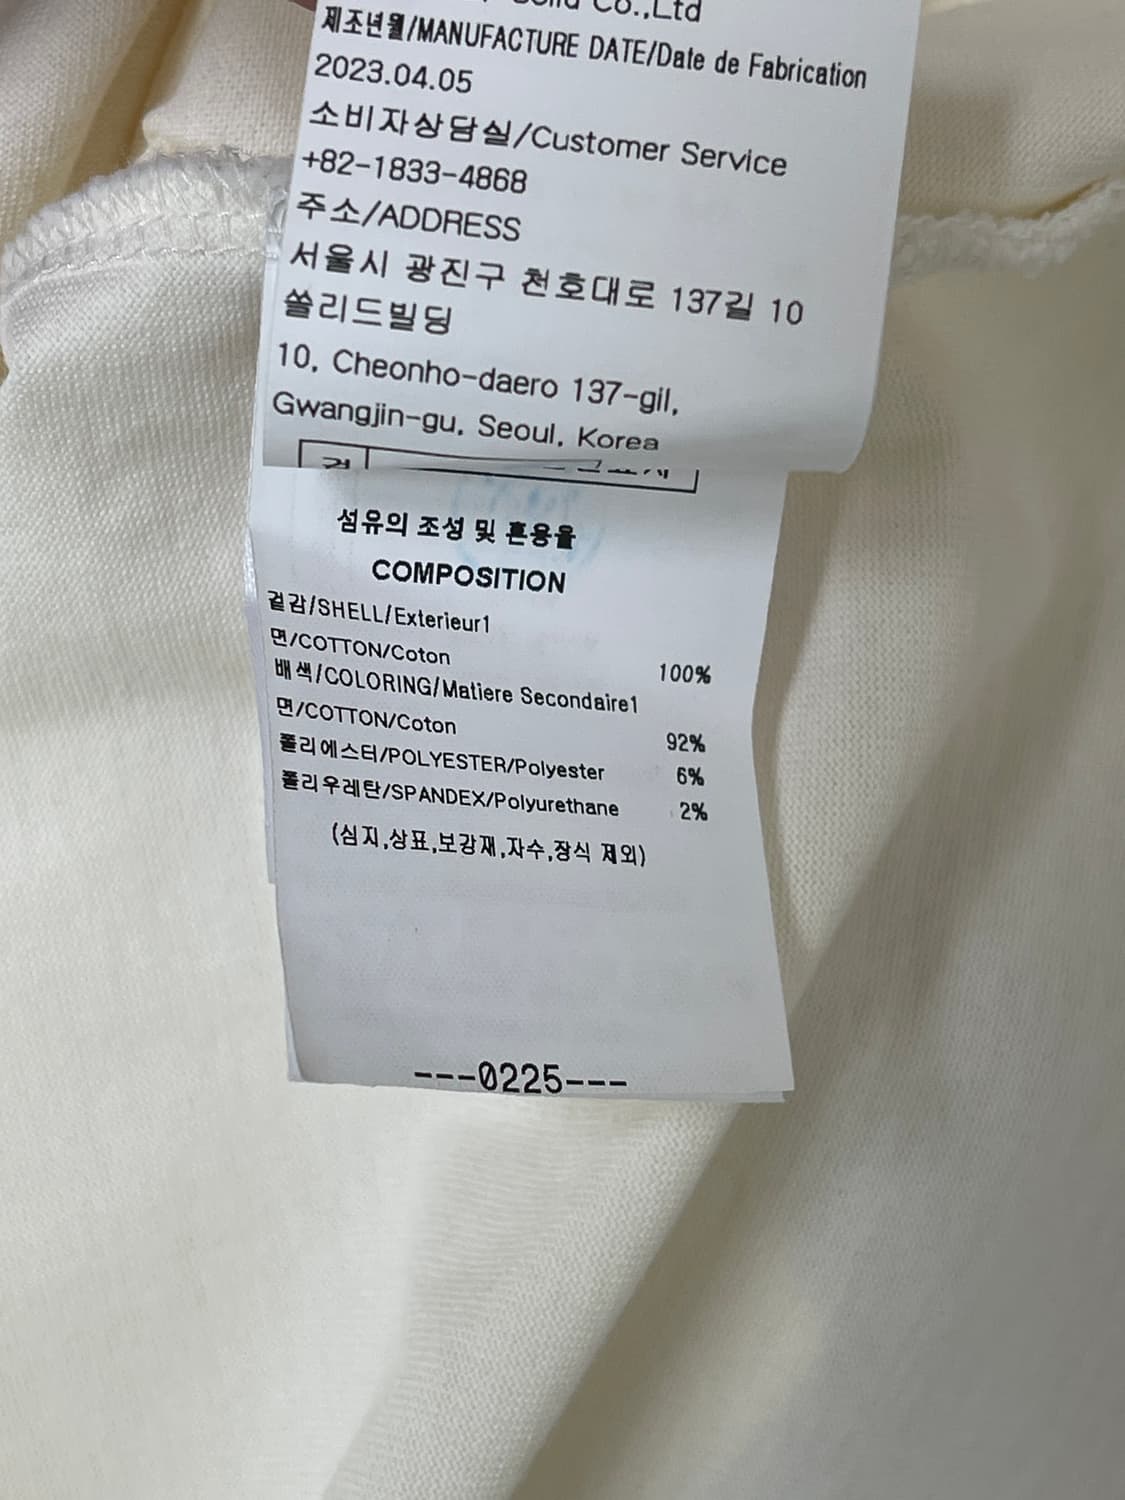 Co.,Ltd
제조년월/MANUFACTURE DATE/Date de Fabrication
2023.04.05
소비자상담실/Customer Service
+82-1833-4868
주소/ADDRESS
서울시 광진구 천호대로 137길 10
쏠리드빌딩
10, Cheonho-daero 137-gil,
Gwangjin-gu, Seoul, Korea
섬유의 조성 및 혼용율
COMPOSITION
겉감/SHELL/Exterieur1
면/COTTON/Coton 100%
배색/COLORING/Matiere Secondaire1
면/COTTON/Coton 92%
폴리에스터/POLYESTER/Polyester 6%
폴리우레탄/SPANDEX/Polyurethane 2%
(심지,상표,보강재,자수,장식 제외)
---0225---